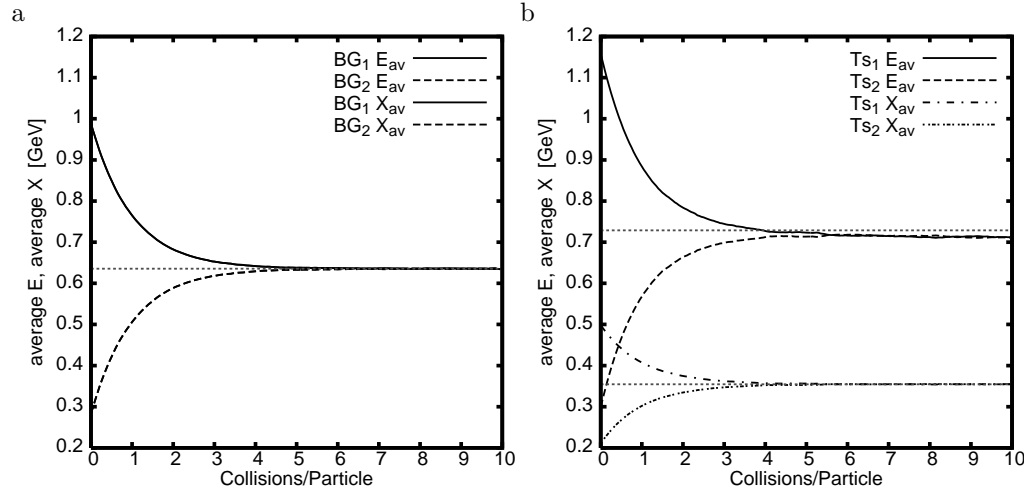 a
1.2
1.1
1
0.9
0.8
0.7
0.6
0.5
0.4
0.3
0.2
average E, average X [GeV]
BG1 Eav
BG2 Eav
BG1 Xav
BG2 Xav
0 1 2 3 4 5 6 7 8 9 10
Collisions/Particle
b
1.2
1.1
1
0.9
0.8
0.7
0.6
0.5
0.4
0.3
0.2
average E, average X [GeV]
Ts1 Eav
Ts2 Eav
Ts1 Xav
Ts2 Xav
0 1 2 3 4 5 6 7 8 9 10
Collisions/Particle